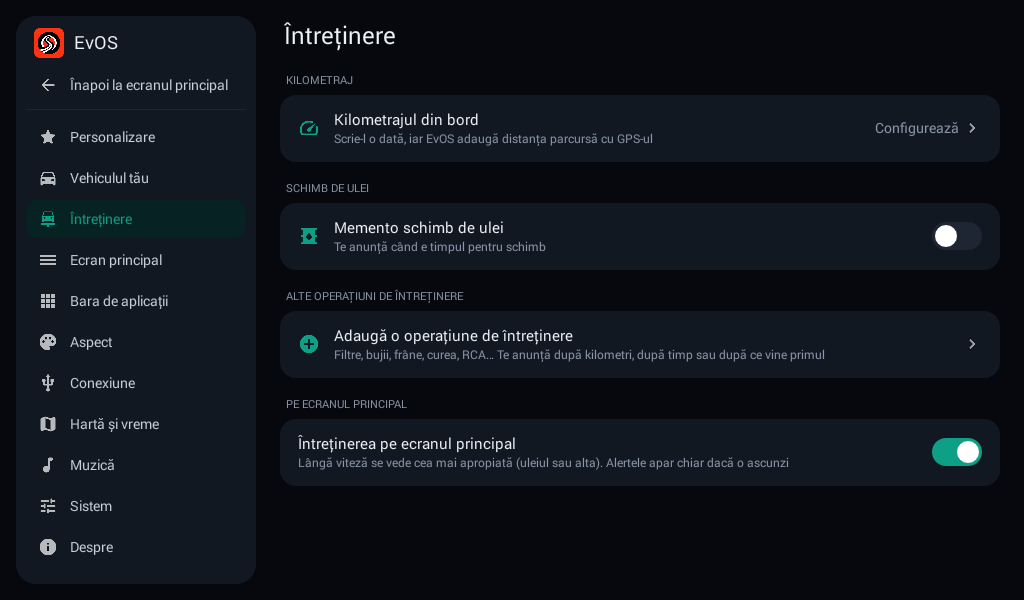 EvOS
Înapoi la ecranul principal
Personalizare
Vehiculul tău
Întreținere
Ecran principal
Bara de aplicații
Aspect
Conexiune
Hartă și vreme
Muzică
Sistem
Despre
Întreținere
KILOMETRAJ
Kilometrajul din bord
Scrie-l o dată, iar EvOS adaugă distanța parcursă cu GPS-ul
Configurează
SCHIMB DE ULEI
Memento schimb de ulei
Te anunță când e timpul pentru schimb
ALTE OPERAȚIUNI DE ÎNTREȚINERE
Adaugă o operațiune de întreținere
Filtre, bujii, frâne, curea, RCA... Te anunță după kilometri, după timp sau după ce vine primul
PE ECRANUL PRINCIPAL
Întreținerea pe ecranul principal
Lângă viteză se vede cea mai apropiată (uleiul sau alta). Alertele apar chiar dacă o ascunzi